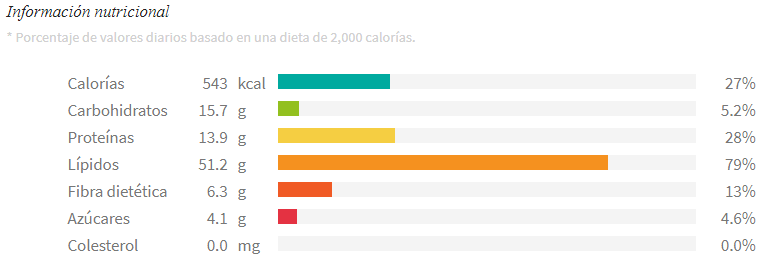 Información nutricional
* Porcentaje de valores diarios basado en una dieta de 2,000 calorías.
Calorías 543 kcal 27%
Carbohidratos 15.7 g 5.2%
Proteínas 13.9 g 28%
Lípidos 51.2 g 79%
Fibra dietética 6.3 g 13%
Azúcares 4.1 g 4.6%
Colesterol 0.0 mg 0.0%